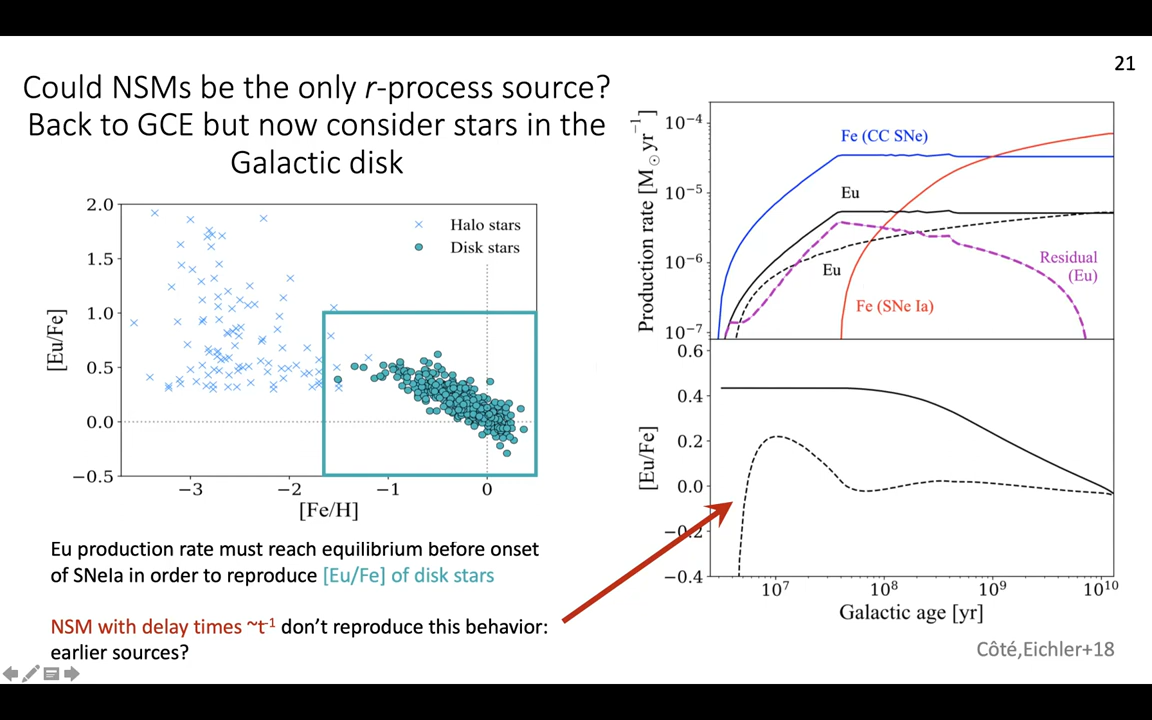 21
Could NSMs be the only r-process source?
Back to GCE but now consider stars in the
Galactic disk
2.0
1.5
1.0
0.5
0.0
−0.5
[Eu/Fe]
Halo stars
Disk stars
−3 −2 −1 0
[Fe/H]
Eu production rate must reach equilibrium before onset
of SNeIa in order to reproduce [Eu/Fe] of disk stars
NSM with delay times ~t⁻¹ don’t reproduce this behavior:
earlier sources?
Production rate [M⊙ yr⁻¹]
10⁻⁴
10⁻⁵
10⁻⁶
10⁻⁷
Fe (CC SNe)
Eu
Eu
Residual
(Eu)
Fe (SNe Ia)
[Eu/Fe]
0.6
0.4
0.2
0.0
−0.2
−0.4
10⁷ 10⁸ 10⁹ 10¹⁰
Galactic age [yr]
Côté,Eichler+18